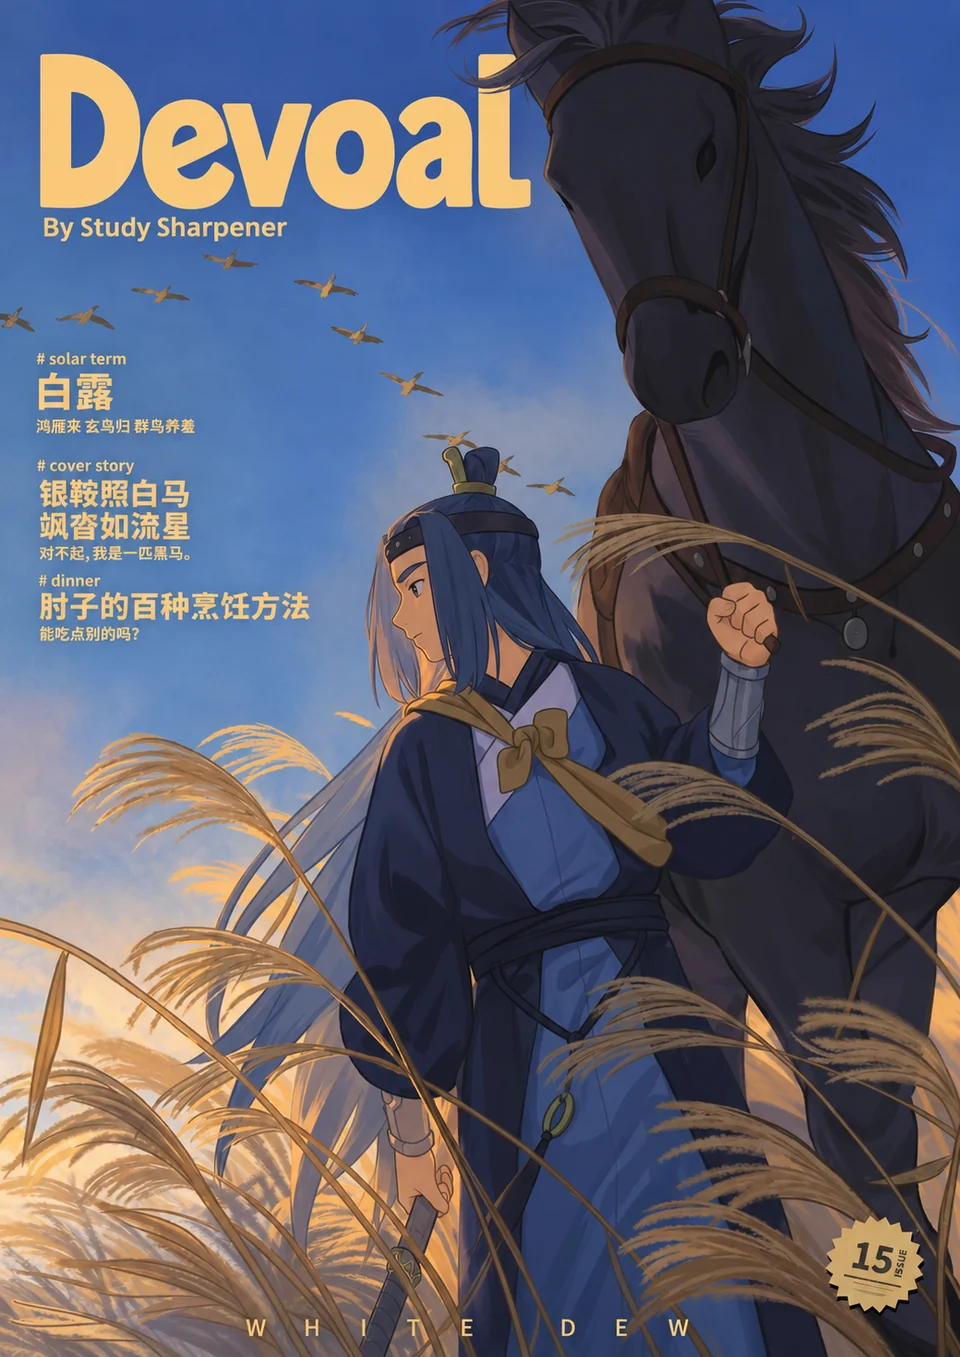 Devoal
By Study Sharpener
# solar term
白露
鸿雁来 玄鸟归 群鸟养羞
# cover story
银鞍照白马
飒沓如流星
对不起,我是一匹黑马。
# dinner
肘子的百种烹饪方法
能吃点别的吗?
15
ISSUE
WHITE DEW